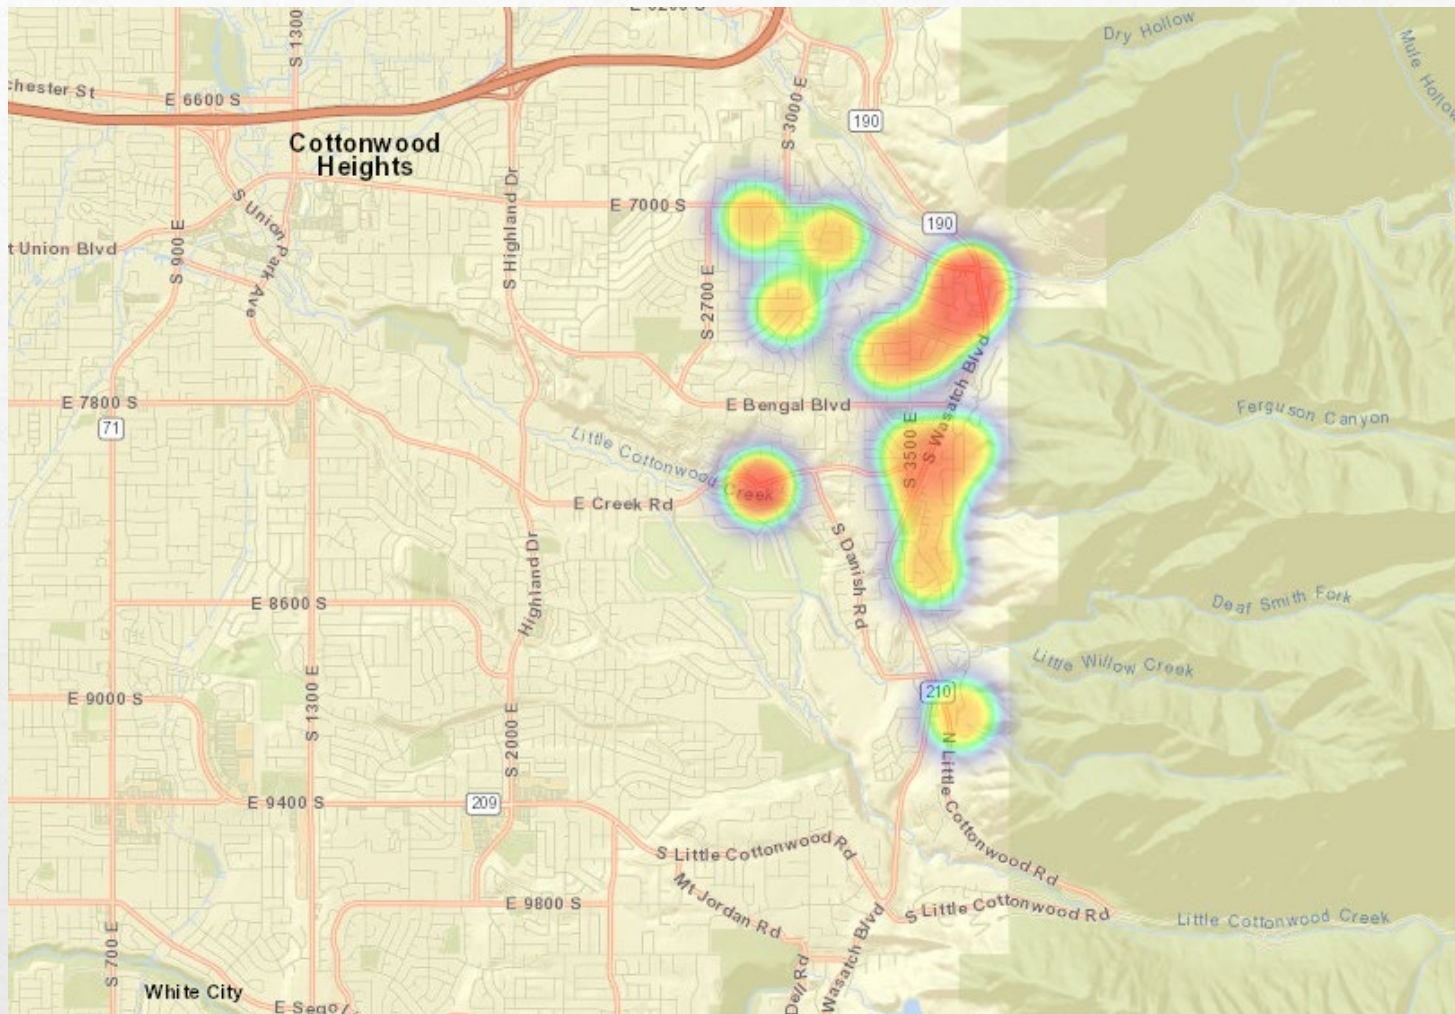 S 1300
Dry Hollow
Mule Hollow
E 6600 S
S 3000 E
190
Cottonwood
Heights
S Highland Dr
S Union Park Ave
E 7000 S
190
S 900 E
t Union Blvd
S 2700 E
S Wasatch Blvd
E 7800 S
E Bengal Blvd
Ferguson Canyon
71
S 3500 E
Little Cottonwood Creek
E Creek Rd
Highland Dr
S Danish Rd
E 8600 S
Deaf Smith Fork
Little Willow Creek
210
E 9000 S
S 1300 E
S 2000 E
N Little Cottonwood Rd
E 9400 S
209
S Little Cottonwood Rd
Mt Jordan Rd
E 9800 S
S Little Cottonwood Rd
Little Cottonwood Creek
Wasatch Blvd
S 700 E
White City
Dell Rd